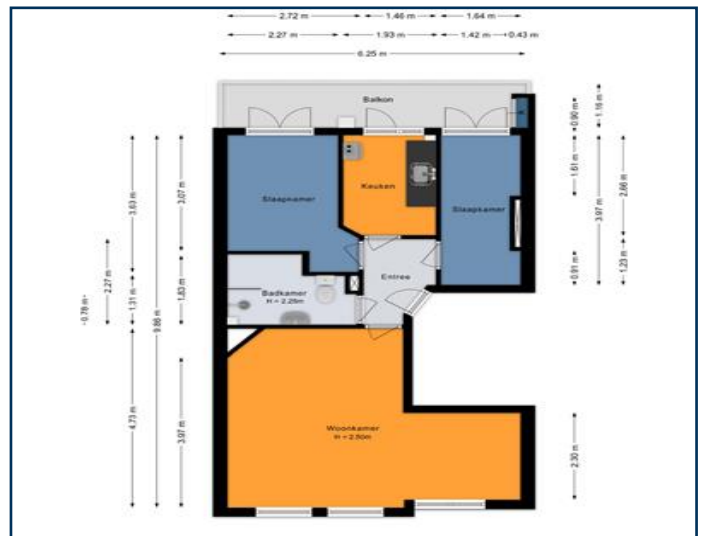 2.72 m 1.46 m 1.64 m
2.27 m 1.93 m 1.42 m 0.43 m
6.25 m
Balkon
Slaapkamer
Keuken
Slaapkamer
Entree
Badkamer
H = 2.28m
Woonkamer
H = 2.50m
0.78 m
2.27 m
3.63 m
1.31 m
4.73 m
9.86 m
3.07 m
1.83 m
3.97 m
0.90 m
1.61 m
0.91 m
2.30 m
1.16 m
3.97 m
2.86 m
1.23 m